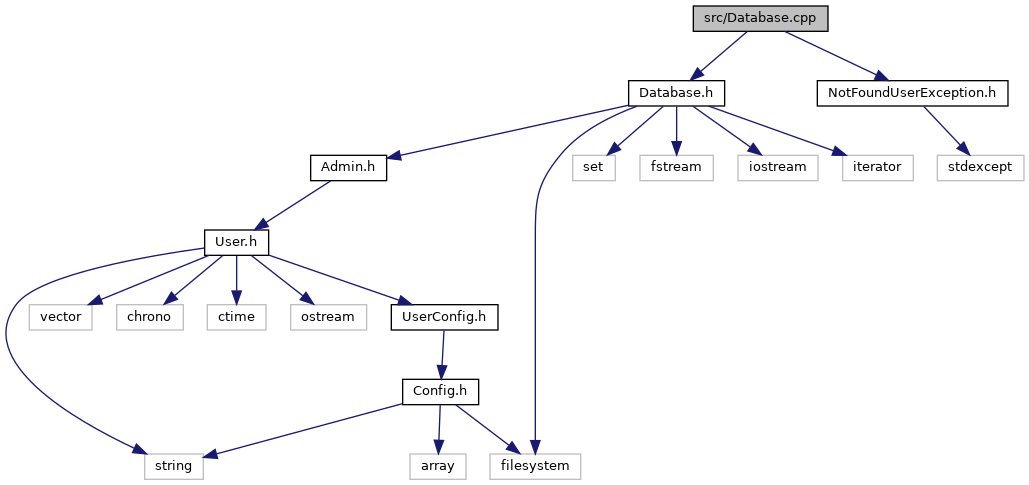 src/Database.cpp
Database.h
NotFoundUserException.h
Admin.h
set
fstream
iostream
iterator
stdexcept
User.h
vector
chrono
ctime
ostream
UserConfig.h
Config.h
string
array
filesystem